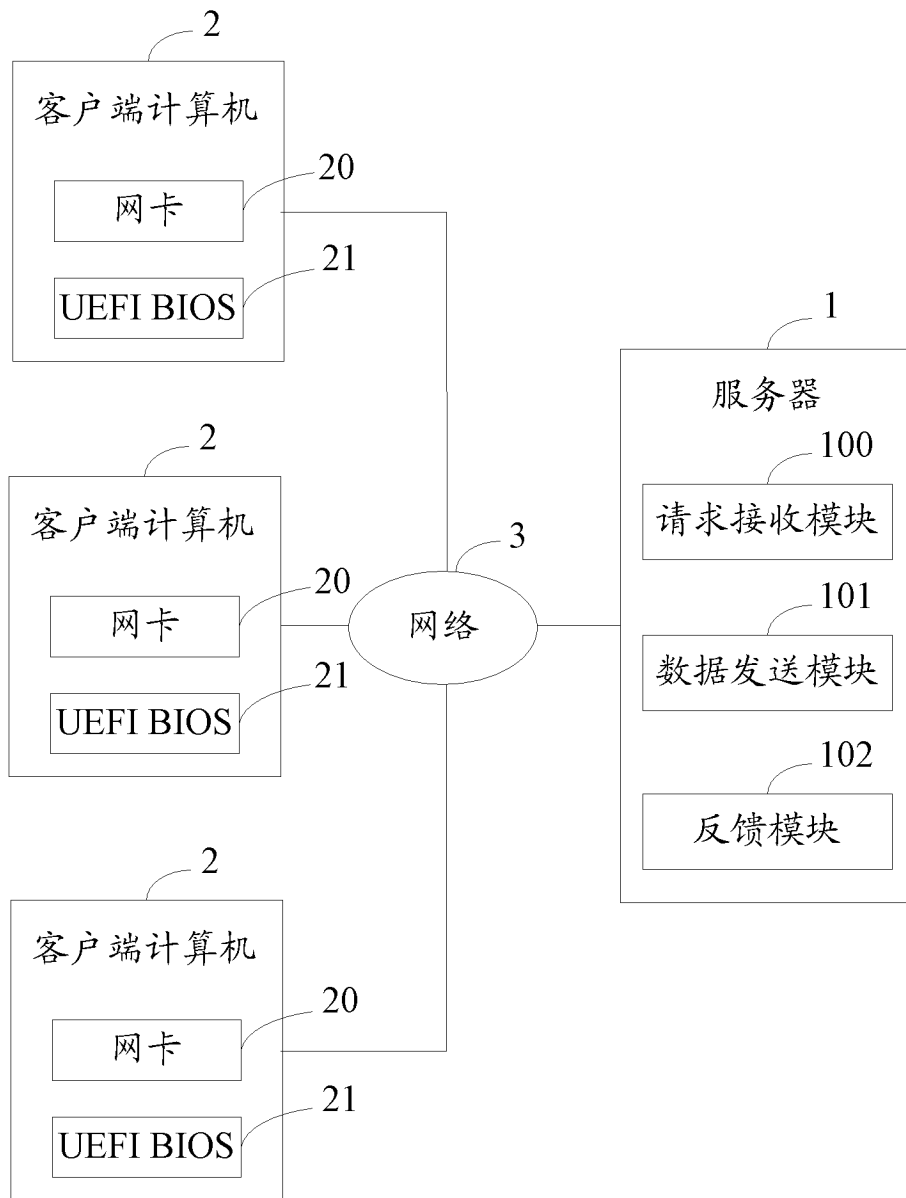 2
客户端计算机
20
网卡
21
UEFI BIOS
2
客户端计算机
20
网卡
21
UEFI BIOS
2
客户端计算机
20
网卡
21
UEFI BIOS
3
网络
1
服务器
100
请求接收模块
101
数据发送模块
102
反馈模块